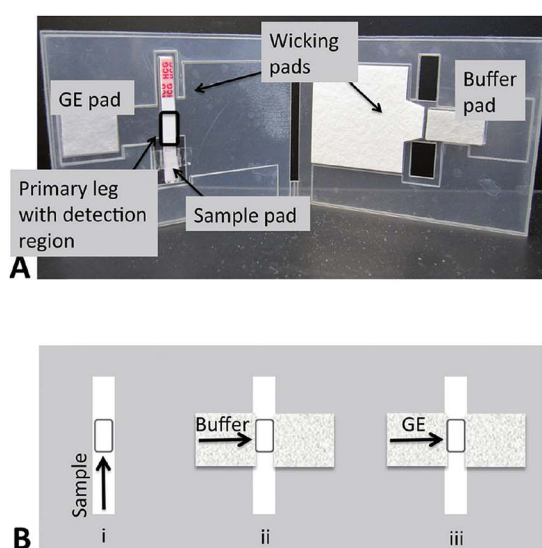 Wicking
pads
GE pad
Buffer
pad
Primary leg
with detection
region
Sample pad
A
Buffer
GE
Sample
i
ii
iii
B